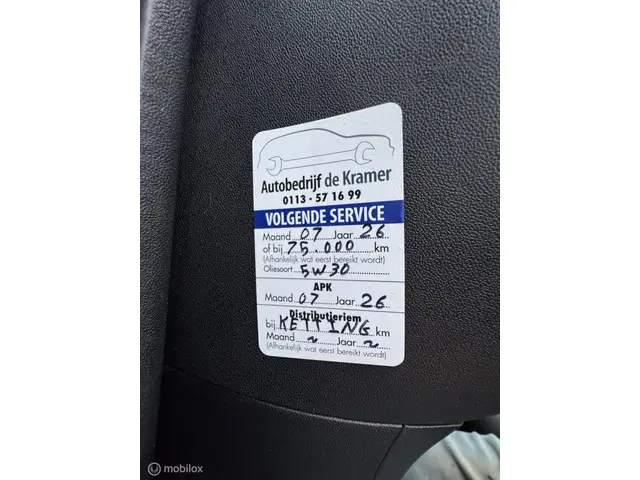 Autobedrijf de Kramer
0113 - 57 16 99
VOLGENDE SERVICE
Maand 07 Jaar 26
of bij 75.000 km
(Afhankelijk wat eerst bereikt wordt)
Oliesoort 5W30
APK
Maand 07 Jaar 26
Distributieriem
bij KETTING km
Maand ~ Jaar ~
(Afhankelijk wat eerst bereikt wordt)
mobilox